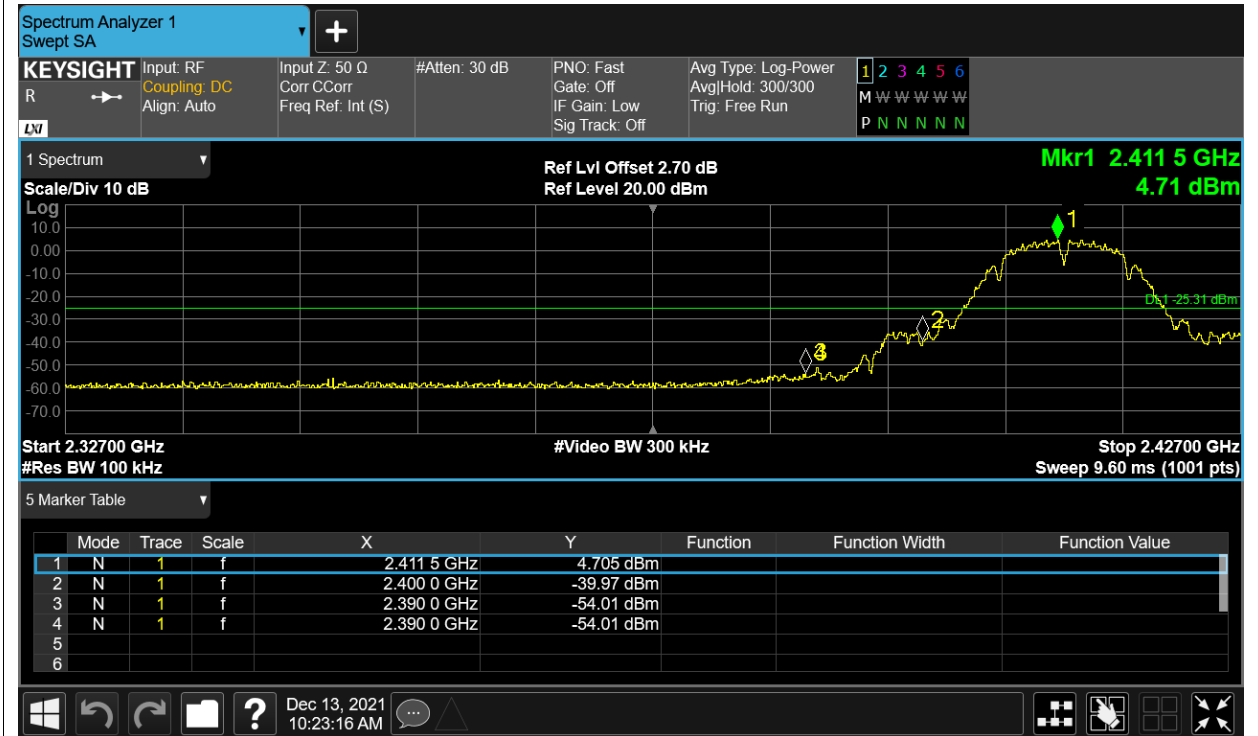 Spectrum Analyzer 1
Swept SA
+
KEYSIGHT Input: RF Input Z: 50 Ω #Atten: 30 dB PNO: Fast Avg Type: Log-Power 1 2 3 4 5 6
R Coupling: DC Corr CCorr Gate: Off Avg|Hold: 300/300 M W W W W W W
Align: Auto Freq Ref: Int (S) IF Gain: Low Trig: Free Run
LXI Sig Track: Off P N N N N N N
1 Spectrum Ref Lvl Offset 2.70 dB Mkr1 2.411 5 GHz
Scale/Div 10 dB Ref Level 20.00 dBm 4.71 dBm
Log
10.0
0.00
-10.0
-20.0
-30.0
-40.0
-50.0
-60.0
-70.0
1
DL1 -25.31 dBm
2
3
Start 2.32700 GHz #Video BW 300 kHz Stop 2.42700 GHz
#Res BW 100 kHz Sweep 9.60 ms (1001 pts)
5 Marker Table
Mode Trace Scale X Y Function Function Width Function Value
1 N 1 f 2.411 5 GHz 4.705 dBm
2 N 1 f 2.400 0 GHz -39.97 dBm
3 N 1 f 2.390 0 GHz -54.01 dBm
4 N 1 f 2.390 0 GHz -54.01 dBm
5
6
? Dec 13, 2021
10:23:16 AM